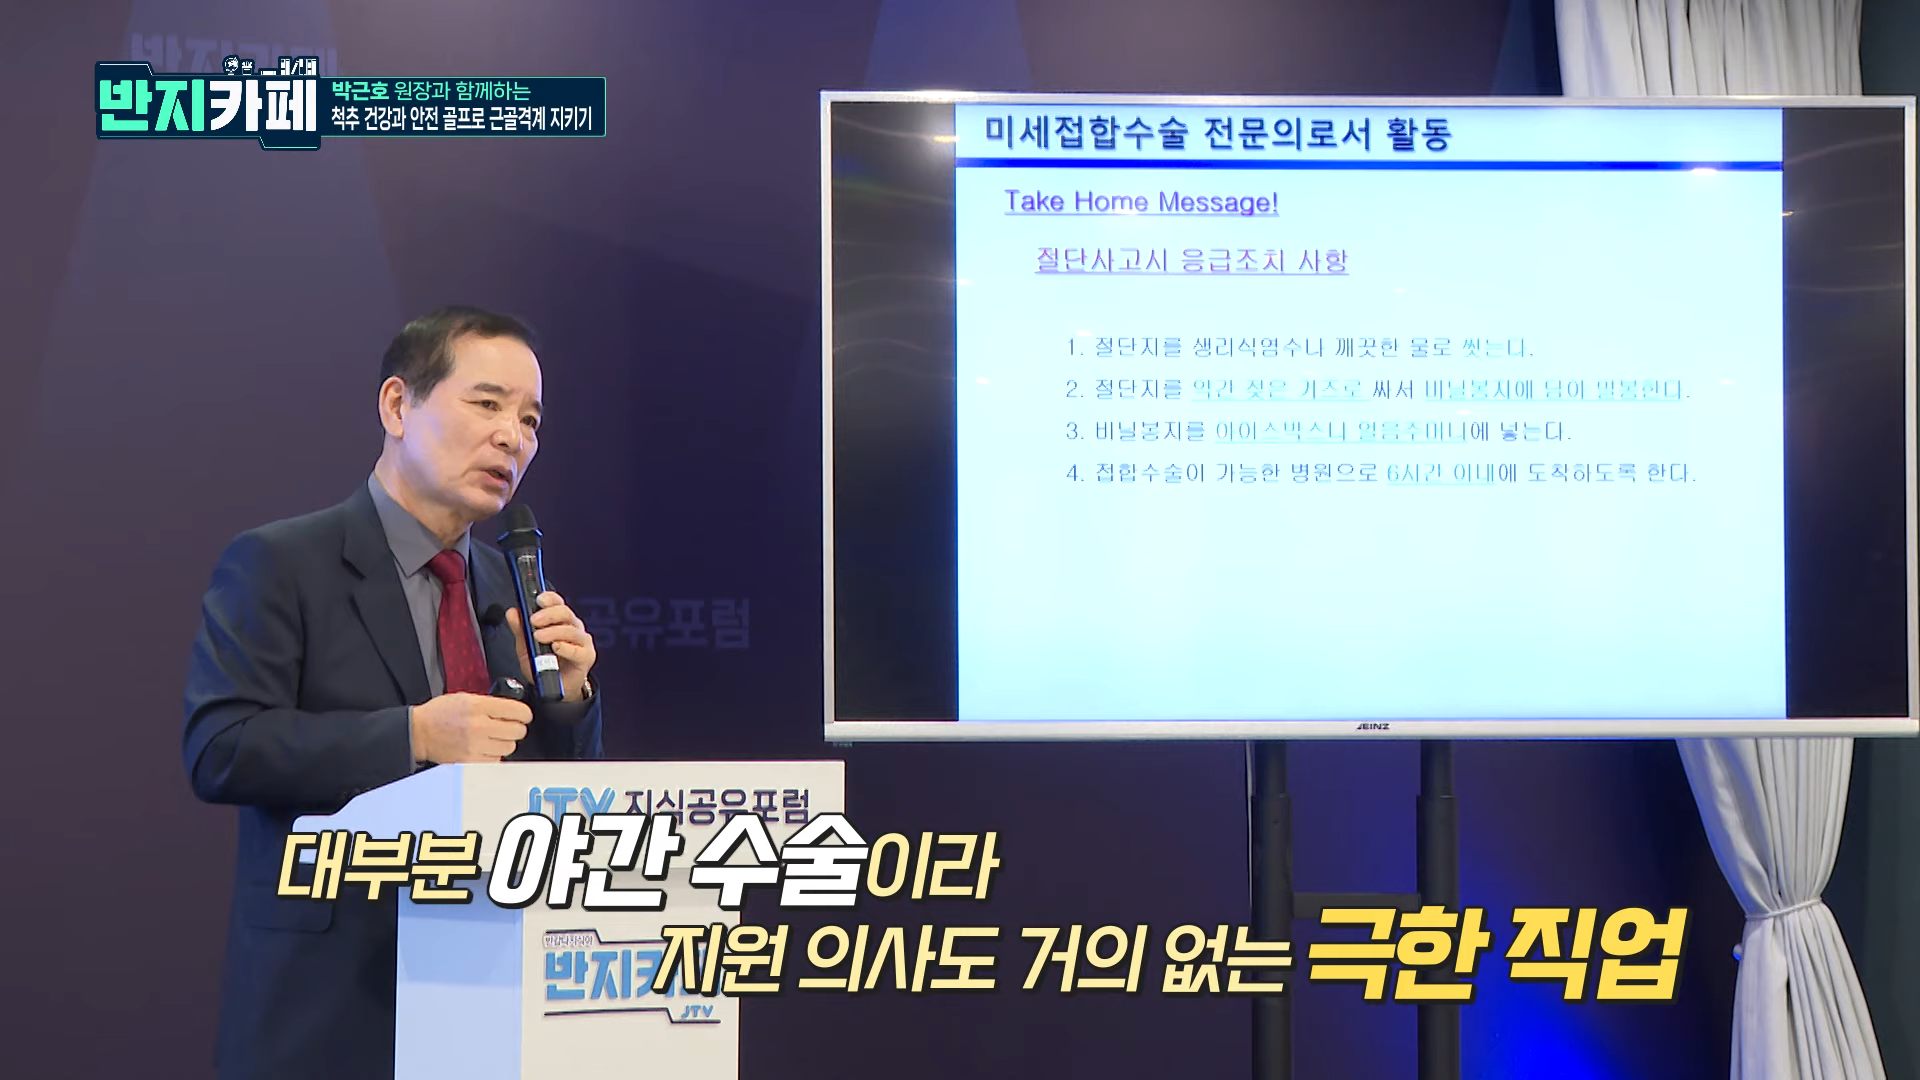 반지카페
박근호 원장과 함께하는
척추 건강과 안전 골프로 근골격계 지키기
미세접합수술 전문의로서 활동
Take Home Message!
절단사고시 응급조치 사항
1. 절단지를 생리식염수나 깨끗한 물로 씻는다.
2. 절단지를 약간 젖은 거즈로 싸서 비닐봉지에 넣어 밀봉한다.
3. 비닐봉지를 아이스박스나 얼음주머니에 넣는다.
4. 접합수술이 가능한 병원으로 6시간 이내에 도착하도록 한다.
공유포럼
JEINZ
JTV 지식공유포럼
대부분 야간 수술이라
지원 의사도 거의 없는 극한 직업
반지카
JTV